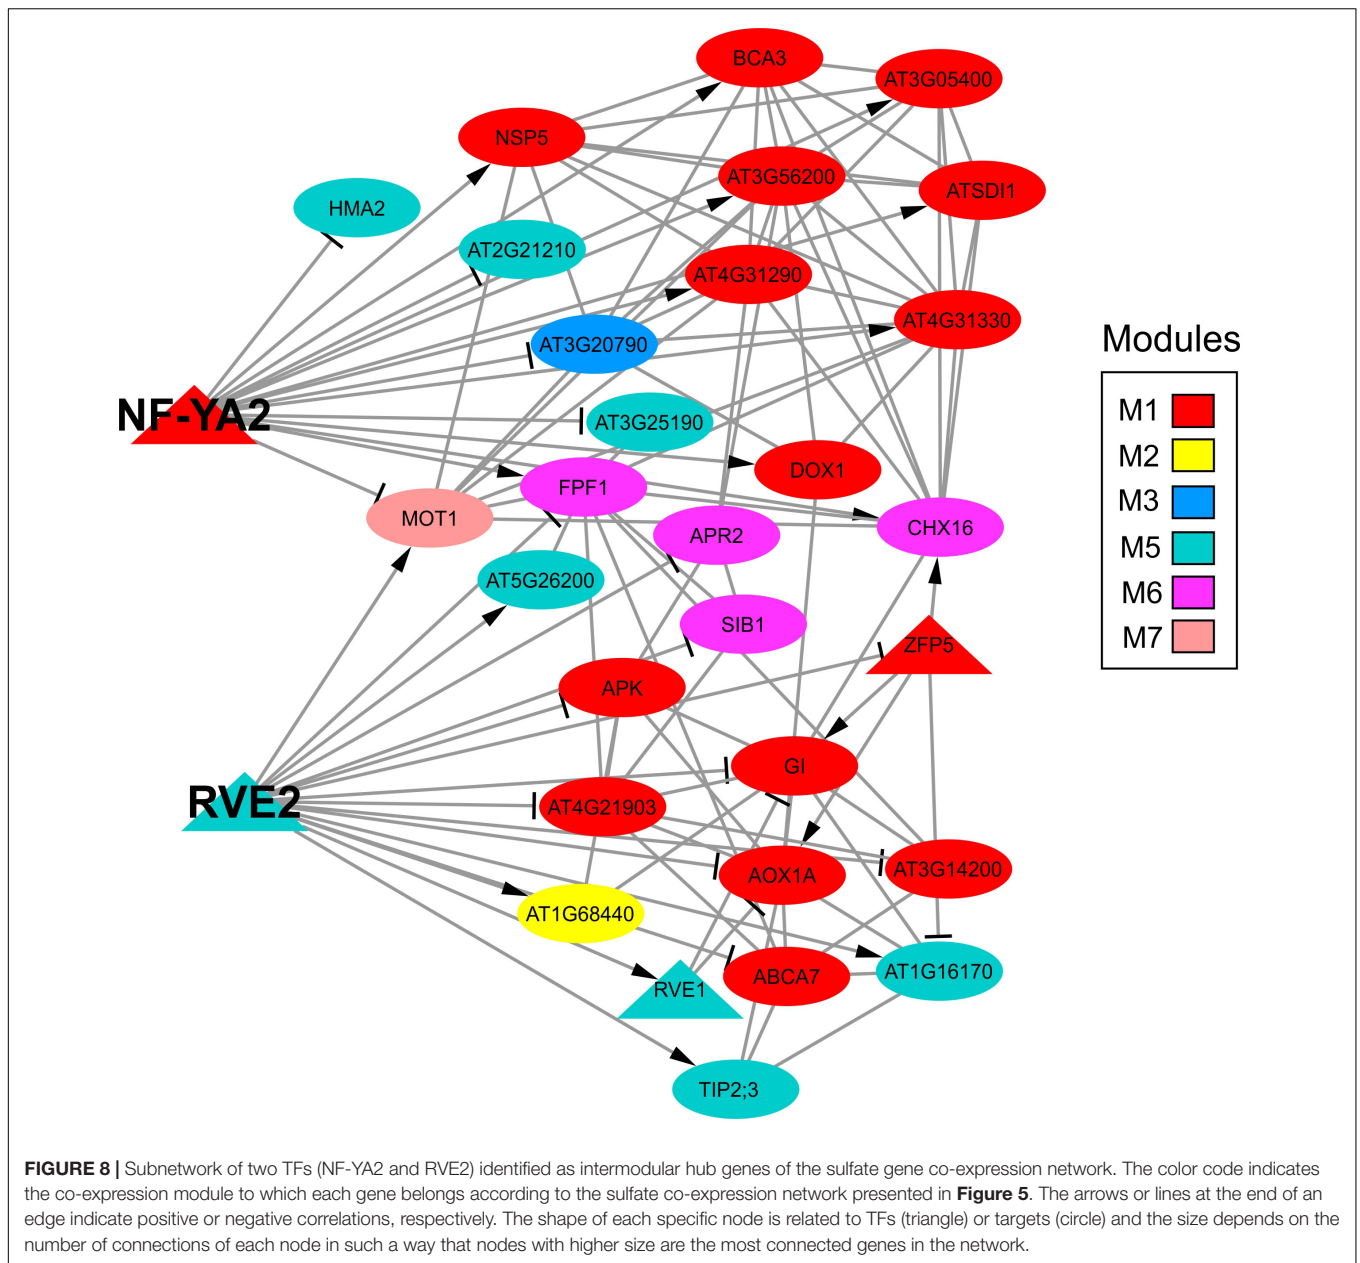 BCA3
AT3G05400
NSP5
AT3G56200
ATSDI1
HMA2
AT2G21210
AT4G31290
AT4G31330
AT3G20790
NF-YA2
AT3G25190
DOX1
FPF1
MOT1
APR2
CHX16
AT5G26200
SIB1
ZFP5
APK
GI
RVE2
AT4G21903
AOX1A
AT3G14200
AT1G68440
ABCA7
AT1G16170
RVE1
TIP2;3
Modules
M1
M2
M3
M5
M6
M7
FIGURE 8 | Subnetwork of two TFs (NF-YA2 and RVE2) identified as intermodular hub genes of the sulfate gene co-expression network. The color code indicates
the co-expression module to which each gene belongs according to the sulfate co-expression network presented in Figure 5. The arrows or lines at the end of an
edge indicate positive or negative correlations, respectively. The shape of each specific node is related to TFs (triangle) or targets (circle) and the size depends on the
number of connections of each node in such a way that nodes with higher size are the most connected genes in the network.